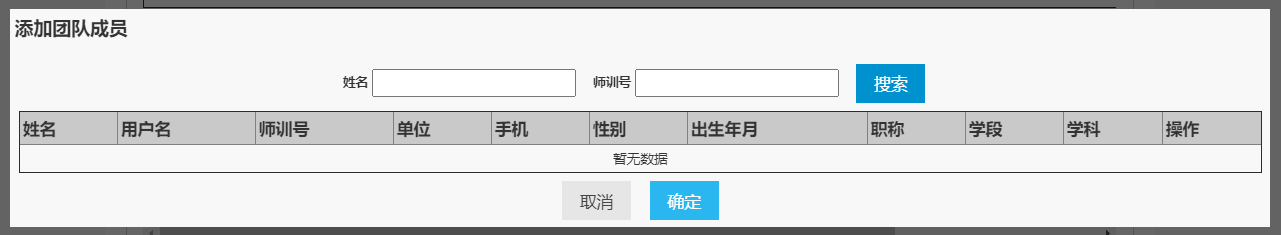 添加团队成员
姓名 师训号 搜索
姓名 用户名 师训号 单位 手机 性别 出生年月 职称 学段 学科 操作
暂无数据
取消 确定